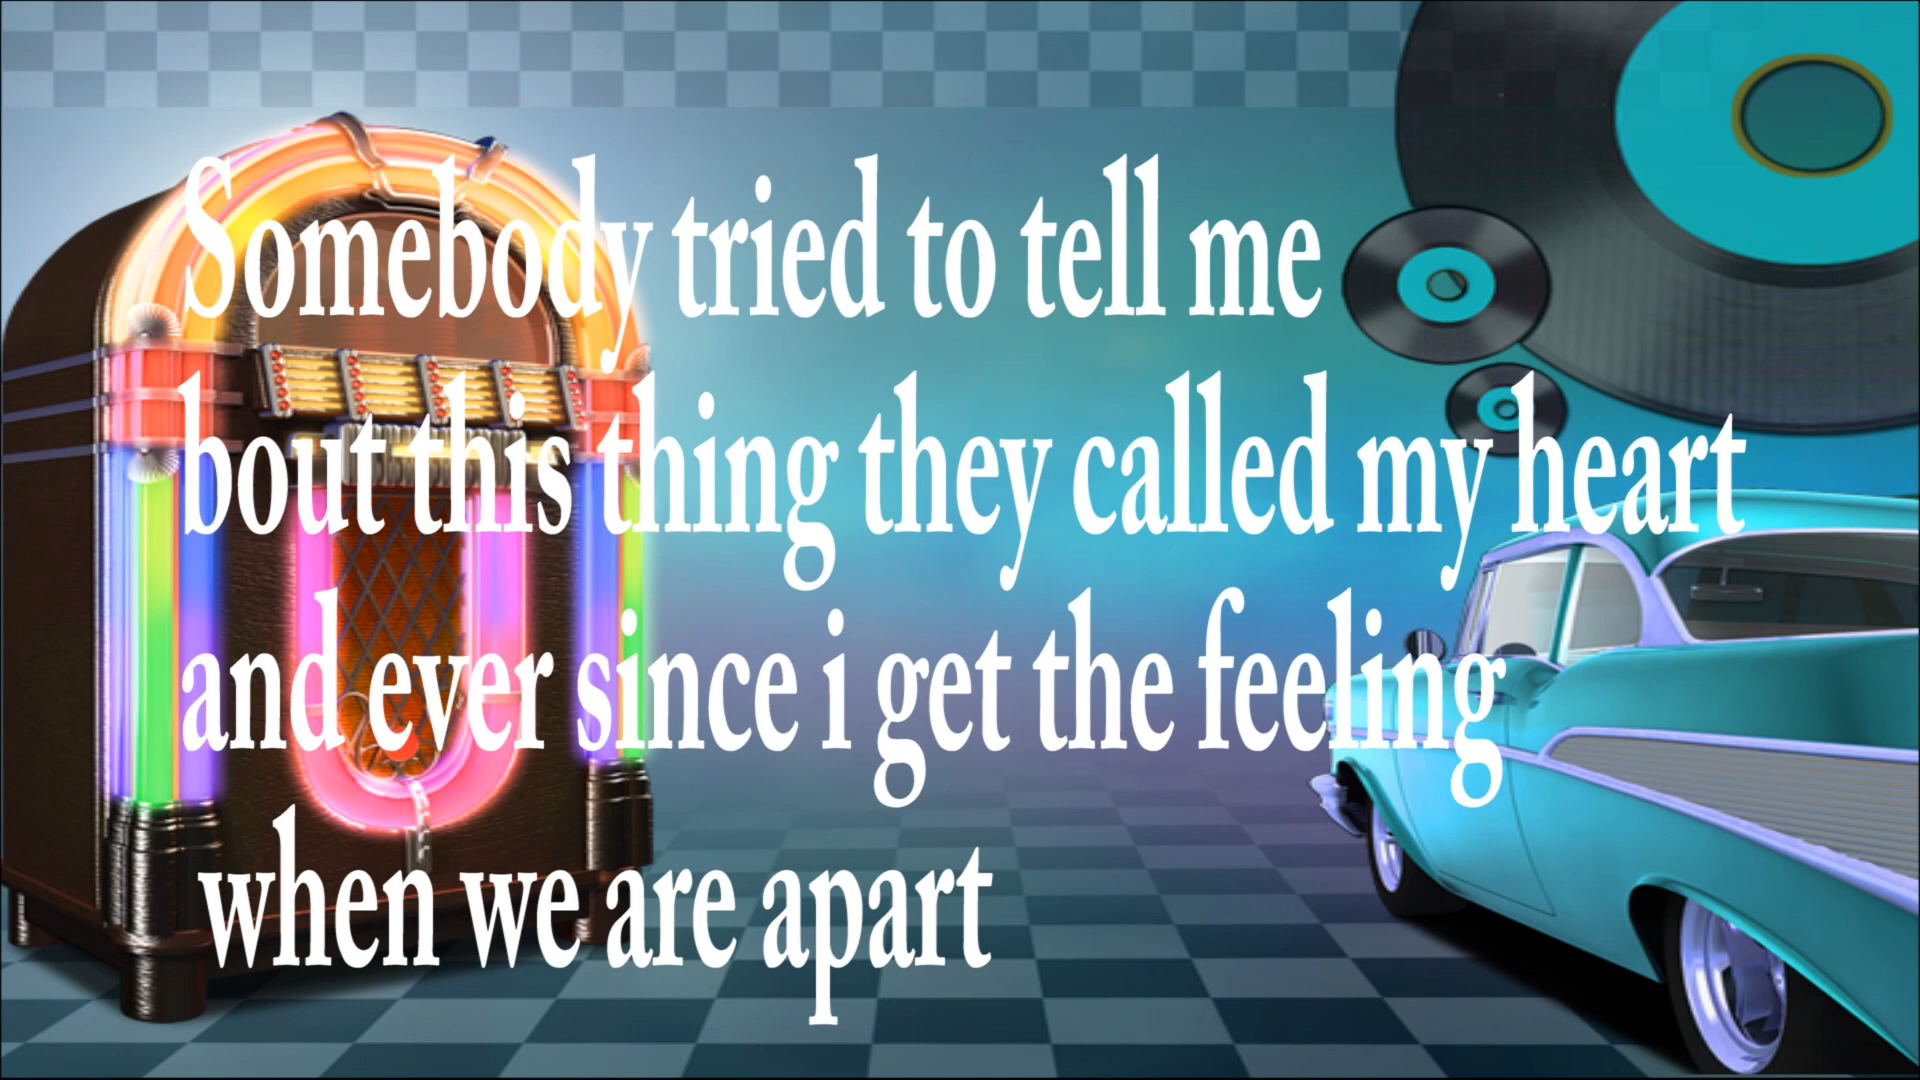 Somebody tried to tell me
bout this thing they called my heart
and ever since i get the feeling
when we are apart